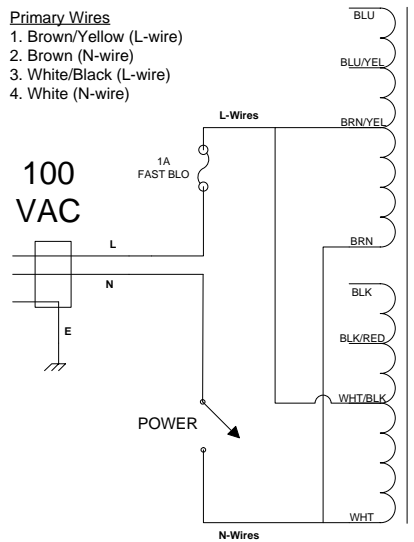 Primary Wires
1. Brown/Yellow (L-wire)
2. Brown (N-wire)
3. White/Black (L-wire)
4. White (N-wire)
BLU
BLU/YEL
L-Wires
BRN/YEL
1A
FAST BLO
100
VAC
L
BRN
N
BLK
E
BLK/RED
WHT/BLK
POWER
WHT
N-Wires